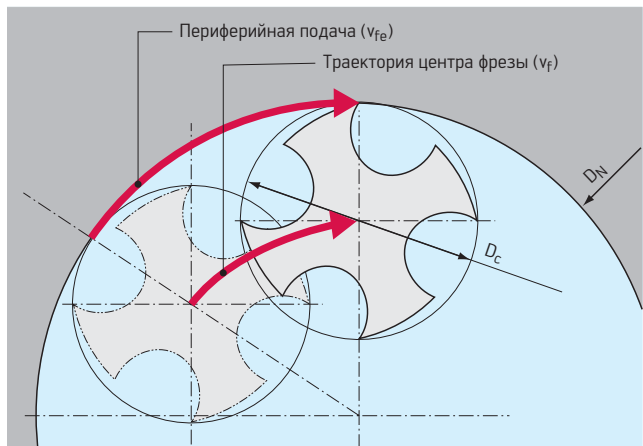 Периферийная подача (vfe)
Траектория центра фрезы (vf)
DN
Dc